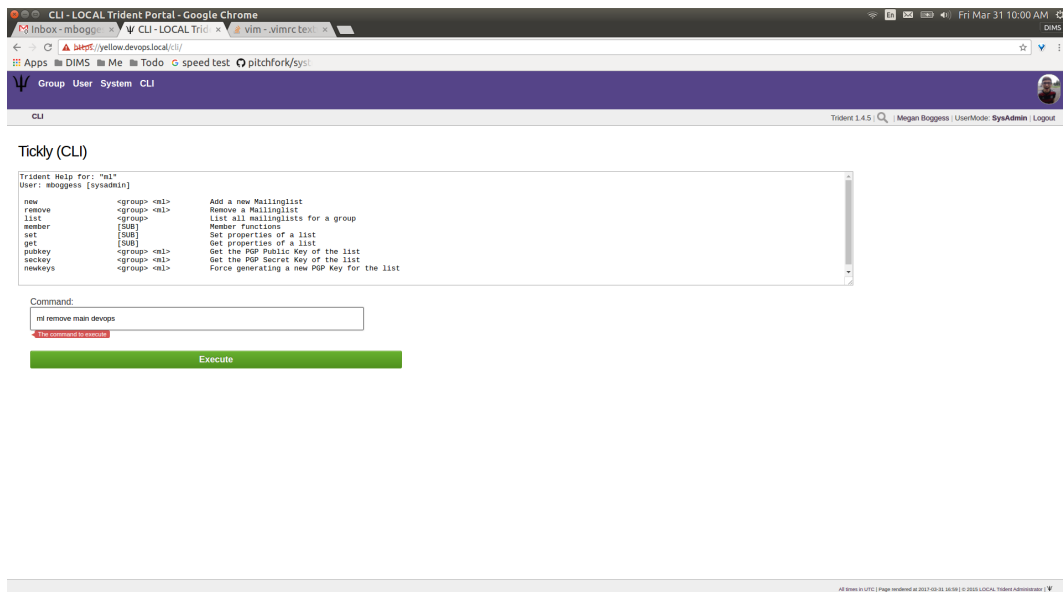 CLI - LOCAL Trident Portal - Google Chrome
En
Fri Mar 31 10:00 AM
Inbox - mbogge
Ψ CLI - LOCAL Trid
vim - .vimrc text
DIMS
https://yellow.devops.local/cli/
Apps DIMS Me Todo G speed test pitchfork/syst
Ψ Group User System CLI
CLI
Trident 1.4.5 | | Megan Boggess | UserMode: SysAdmin | Logout
Tickly (CLI)
Trident Help for: "ml"
User: mboggess [sysadmin]
new <group> <ml> Add a new Mailinglist
remove <group> <ml> Remove a Mailinglist
list <group> List all mailinglists for a group
member [SUB] Member functions
set [SUB] Set properties of a list
get [SUB] Get properties of a list
pubkey <group> <ml> Get the PGP Public Key of the list
seckey <group> <ml> Get the PGP Secret Key of the list
newkeys <group> <ml> Force generating a new PGP Key for the list
Command:
ml remove main devops
The command to execute
Execute
All times in UTC | Page rendered at 2017-03-31 16:59 | © 2015 LOCAL Trident Administrator | Ψ